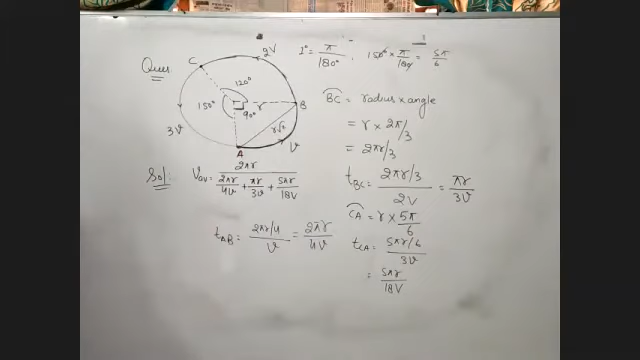 Ques
C
2V
120°
150°
90°
r
B
r√2
A
V
3V
1° = π/180°, 150° × π/180 = 5π/6
BC = radius × angle
= r × 2π/3
= 2πr/3
t_BC = (2πr/3)/2V = πr/3V
CA = r × 5π/6
t_CA = (5πr/6)/3V
= 5πr/18V
Sol:
V_av = 2πr/(2πr/4V + πr/3V + 5πr/18V)
t_AB = (2πr/4)/V = 2πr/4V